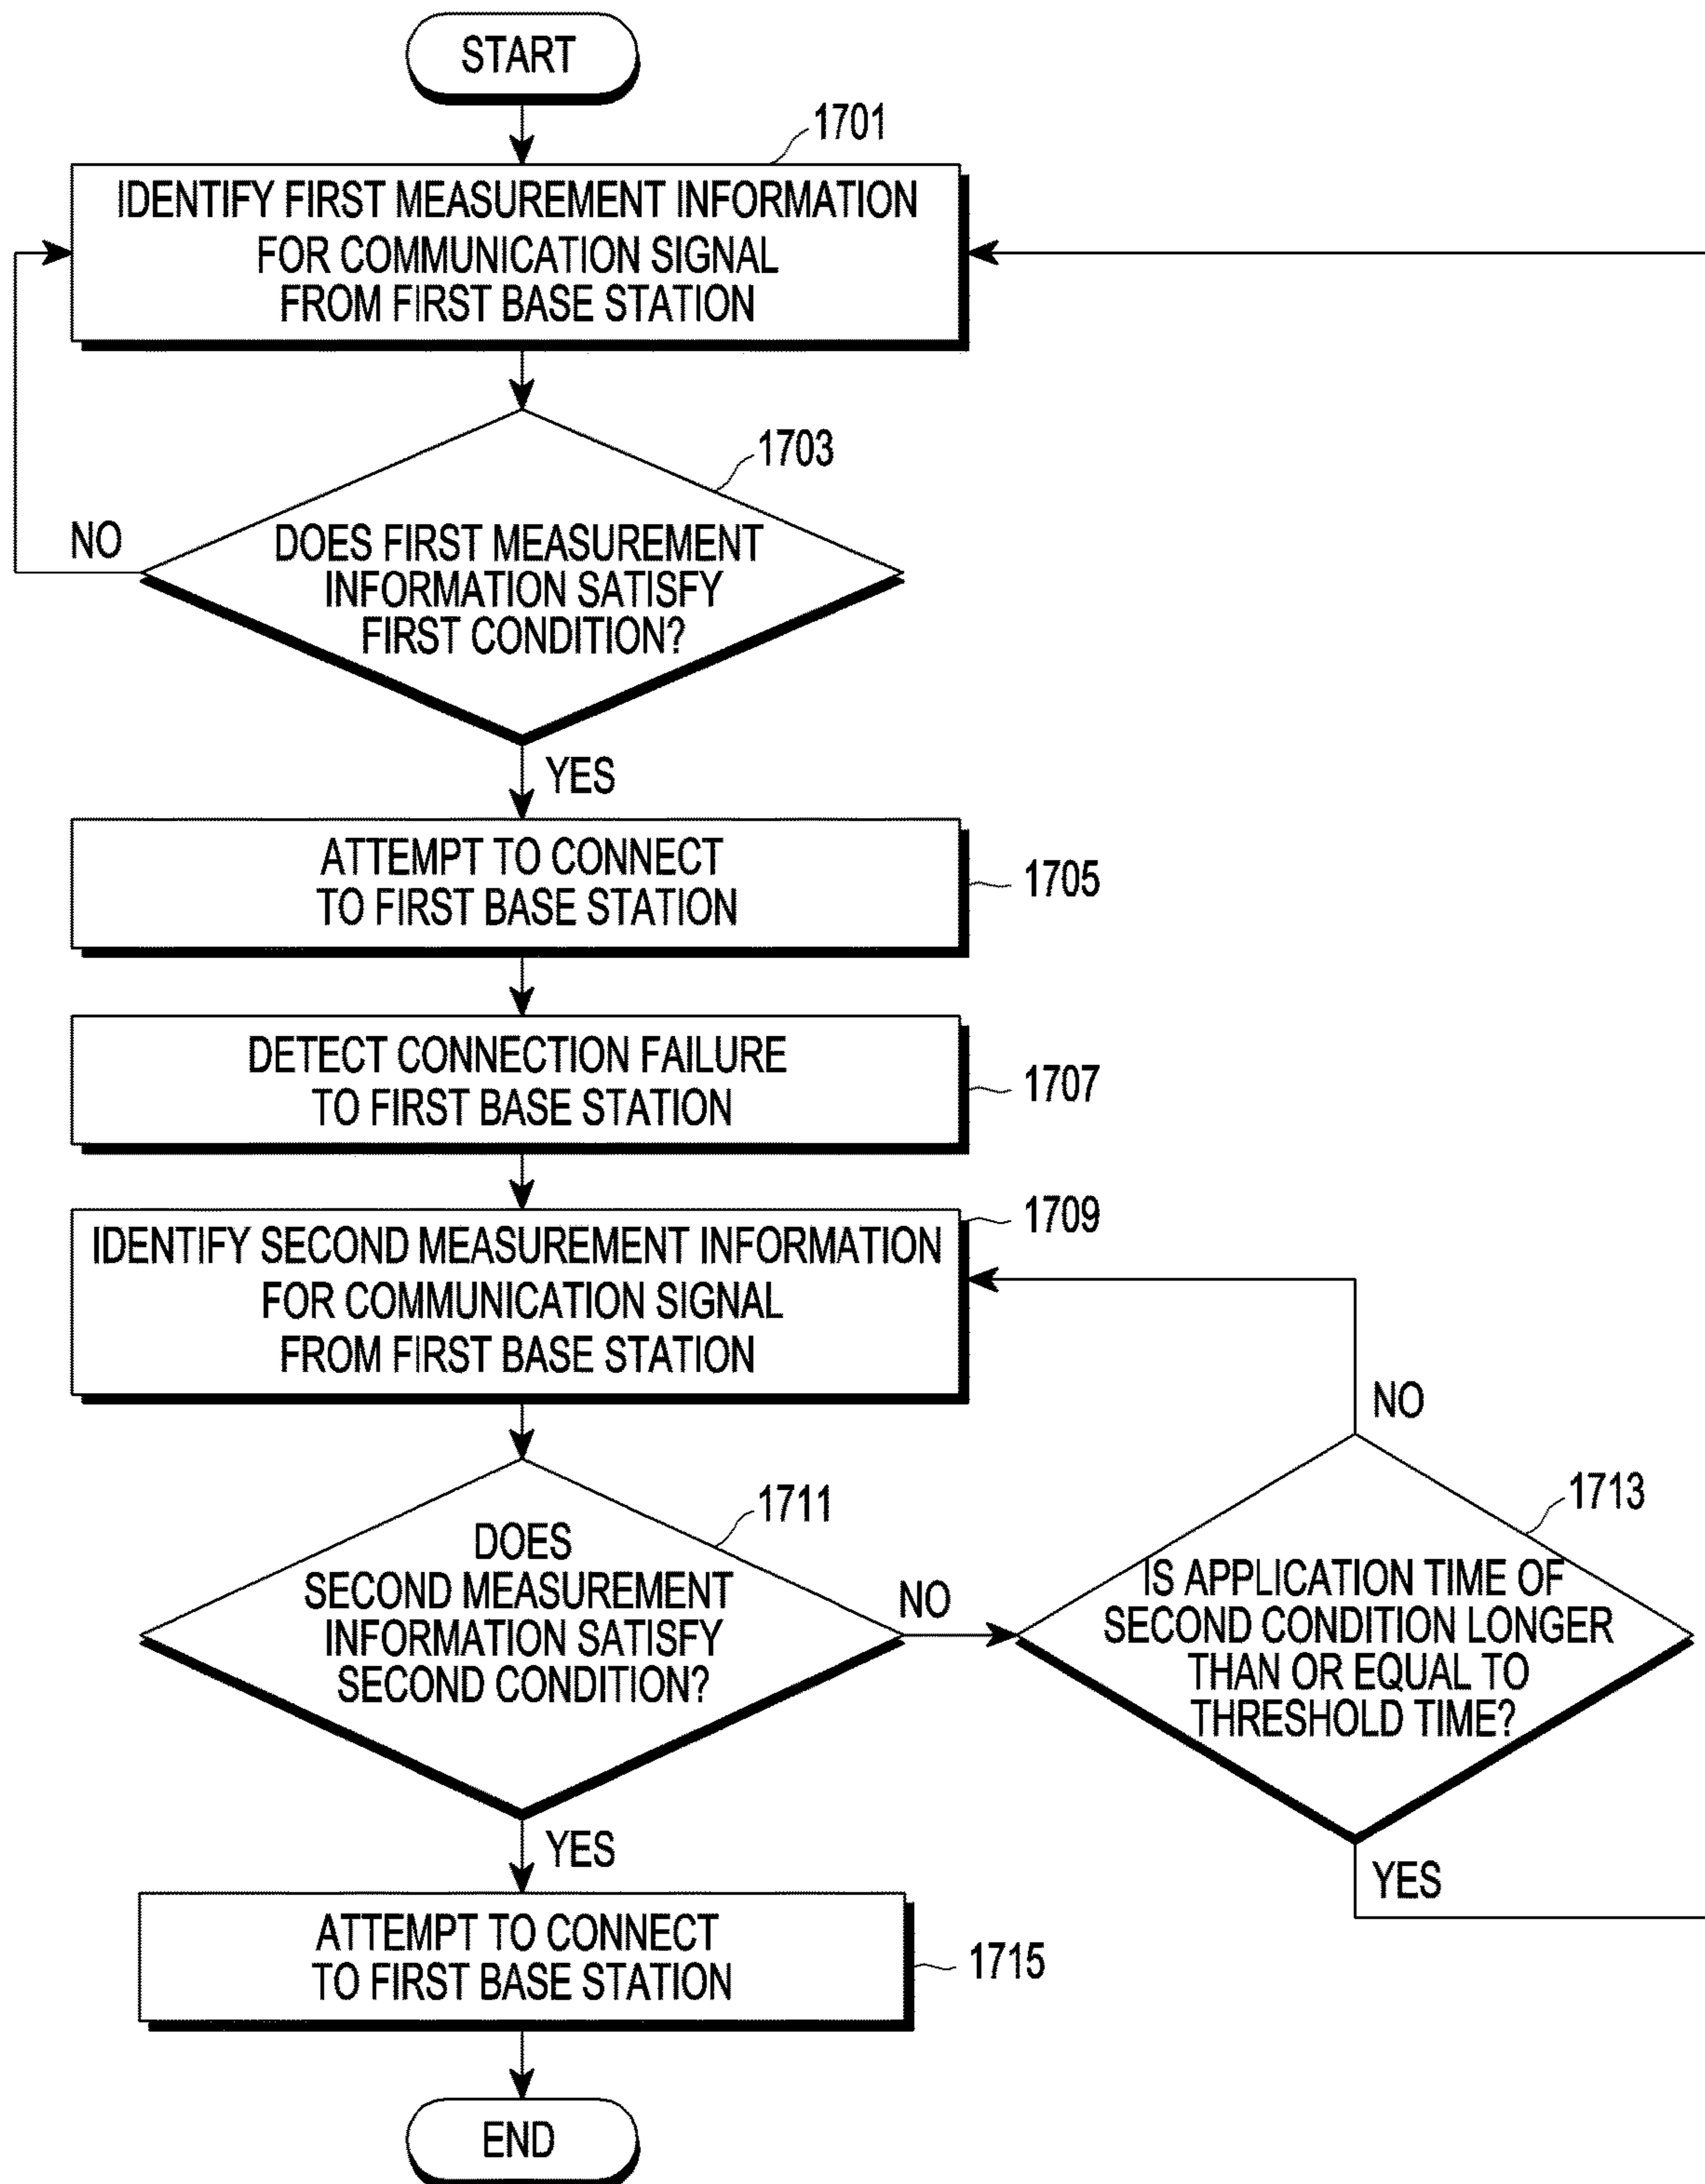 START
1701
IDENTIFY FIRST MEASUREMENT INFORMATION
FOR COMMUNICATION SIGNAL
FROM FIRST BASE STATION
1703
NO
DOES FIRST MEASUREMENT
INFORMATION SATISFY
FIRST CONDITION?
YES
ATTEMPT TO CONNECT
TO FIRST BASE STATION
1705
DETECT CONNECTION FAILURE
TO FIRST BASE STATION
1707
1709
IDENTIFY SECOND MEASUREMENT INFORMATION
FOR COMMUNICATION SIGNAL
FROM FIRST BASE STATION
NO
1711
DOES
SECOND MEASUREMENT
INFORMATION SATISFY
SECOND CONDITION?
NO
1713
IS APPLICATION TIME OF
SECOND CONDITION LONGER
THAN OR EQUAL TO
THRESHOLD TIME?
YES
YES
ATTEMPT TO CONNECT
TO FIRST BASE STATION
1715
END